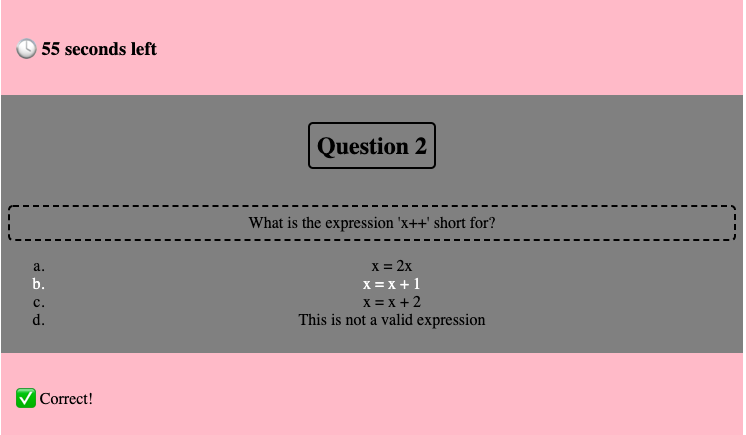 🕓 55 seconds left
Question 2
What is the expression 'x++' short for?
a. x = 2x
b. x = x + 1
c. x = x + 2
d. This is not a valid expression
✅ Correct!